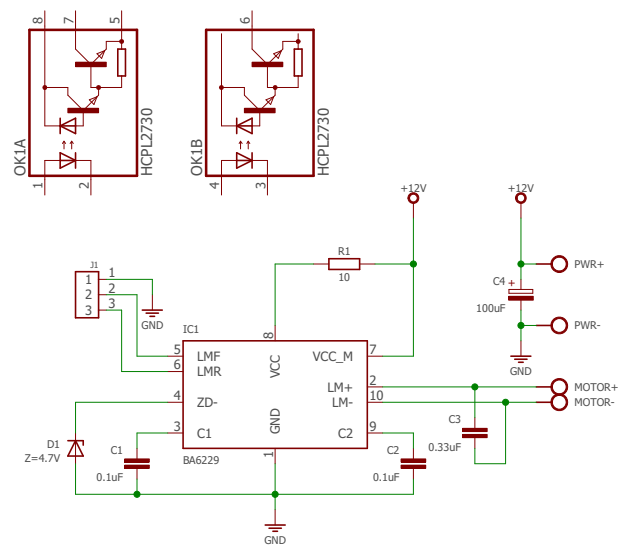 8 7 5
6
OK1A
HCPL2730
OK1B
HCPL2730
1 2
4 3
+12V
+12V
R1
10
PWR+
C4
+
100uF
PWR-
GND
J1
1 1
2 2
3 3
GND
IC1
8
VCC
5 LMF
6 LMR
VCC_M 7
LM+ 2
LM- 10
MOTOR+
MOTOR-
4 ZD-
GND
3 C1
C2 9
1
BA6229
C3
0.33uF
D1
Z=4.7V
C1
0.1uF
C2
0.1uF
GND